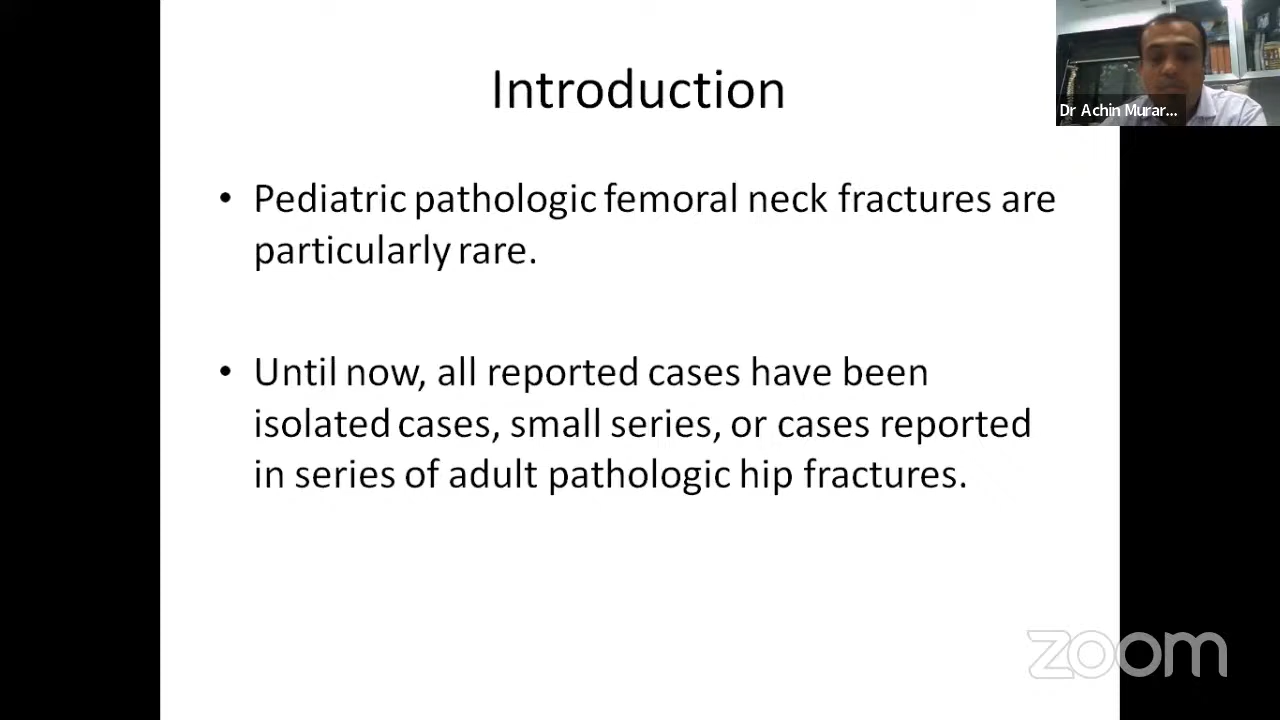 Introduction
Dr Achin Murar...
• Pediatric pathologic femoral neck fractures are
particularly rare.
• Until now, all reported cases have been
isolated cases, small series, or cases reported
in series of adult pathologic hip fractures.
zoom